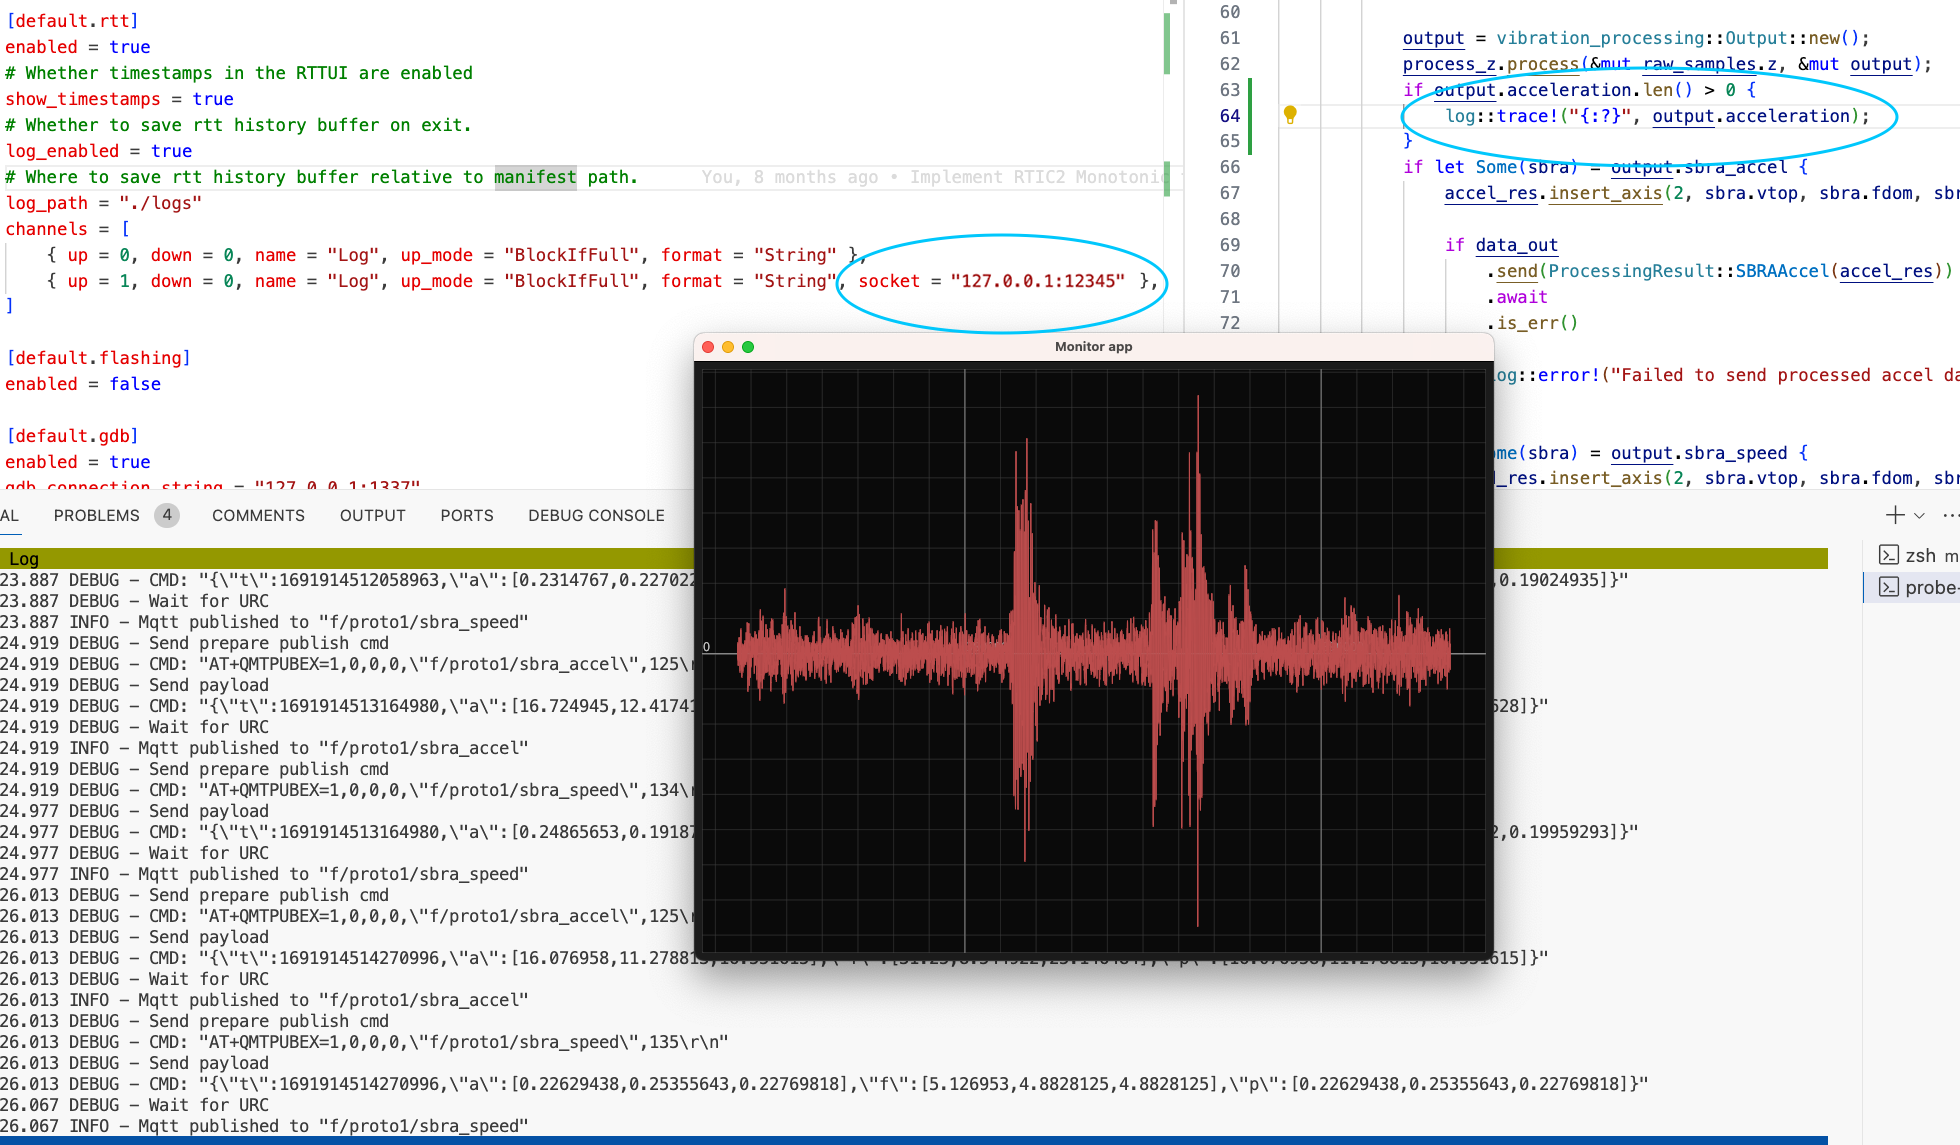 [default.rtt]
enabled = true
# Whether timestamps in the RTTUI are enabled
show_timestamps = true
# Whether to save rtt history buffer on exit.
log_enabled = true
# Where to save rtt history buffer relative to manifest path. You, 8 months ago • Implement RTIC2 Monotonic
log_path = "./logs"
channels = [
{ up = 0, down = 0, name = "Log", up_mode = "BlockIfFull", format = "String" },
{ up = 1, down = 0, name = "Log", up_mode = "BlockIfFull", format = "String", socket = "127.0.0.1:12345" },
]
[default.flashing]
enabled = false
[default.gdb]
enabled = true
gdb_connection_string = "127.0.0.1:1337"
60
61 output = vibration_processing::Output::new();
62 process_z.process(&mut raw_samples.z, &mut output);
63 if output.acceleration.len() > 0 {
64 log::trace!("{:?}", output.acceleration);
65 }
66 if let Some(sbra) = output.sbra_accel {
67 accel_res.insert_axis(2, sbra.vtop, sbra.fdom, sbr
68
69 if data_out
70 .send(ProcessingResult::SBRAAccel(accel_res))
71 .await
72 .is_err()
og::error!("Failed to send processed accel da
ome(sbra) = output.sbra_speed {
_res.insert_axis(2, sbra.vtop, sbra.fdom, sbr
Monitor app
0
AL PROBLEMS 4 COMMENTS OUTPUT PORTS DEBUG CONSOLE
zsh m
probe-
Log
23.887 DEBUG – CMD: "{\"t\":1691914512058963,\"a\":[0.2314767,0.227022 ,0.19024935]}"
23.887 DEBUG – Wait for URC
23.887 INFO – Mqtt published to "f/proto1/sbra_speed"
24.919 DEBUG – Send prepare publish cmd
24.919 DEBUG – CMD: "AT+QMTPUBEX=1,0,0,0,\"f/proto1/sbra_accel\",125\r
24.919 DEBUG – Send payload
24.919 DEBUG – CMD: "{\"t\":1691914513164980,\"a\":[16.724945,12.41741 628]}"
24.919 DEBUG – Wait for URC
24.919 INFO – Mqtt published to "f/proto1/sbra_accel"
24.919 DEBUG – Send prepare publish cmd
24.919 DEBUG – CMD: "AT+QMTPUBEX=1,0,0,0,\"f/proto1/sbra_speed\",134\r
24.977 DEBUG – Send payload
24.977 DEBUG – CMD: "{\"t\":1691914513164980,\"a\":[0.24865653,0.19187 2,0.19959293]}"
24.977 DEBUG – Wait for URC
24.977 INFO – Mqtt published to "f/proto1/sbra_speed"
26.013 DEBUG – Send prepare publish cmd
26.013 DEBUG – CMD: "AT+QMTPUBEX=1,0,0,0,\"f/proto1/sbra_accel\",125\r
26.013 DEBUG – Send payload
26.013 DEBUG – CMD: "{\"t\":1691914514270996,\"a\":[16.076958,11.278813, 615]}"
26.013 DEBUG – Wait for URC
26.013 INFO – Mqtt published to "f/proto1/sbra_accel"
26.013 DEBUG – Send prepare publish cmd
26.013 DEBUG – CMD: "AT+QMTPUBEX=1,0,0,0,\"f/proto1/sbra_speed\",135\r\n"
26.013 DEBUG – Send payload
26.013 DEBUG – CMD: "{\"t\":1691914514270996,\"a\":[0.22629438,0.25355643,0.22769818],\"f\":[5.126953,4.8828125,4.8828125],\"p\":[0.22629438,0.25355643,0.22769818]}"
26.067 DEBUG – Wait for URC
26.067 INFO – Mqtt published to "f/proto1/sbra_speed"